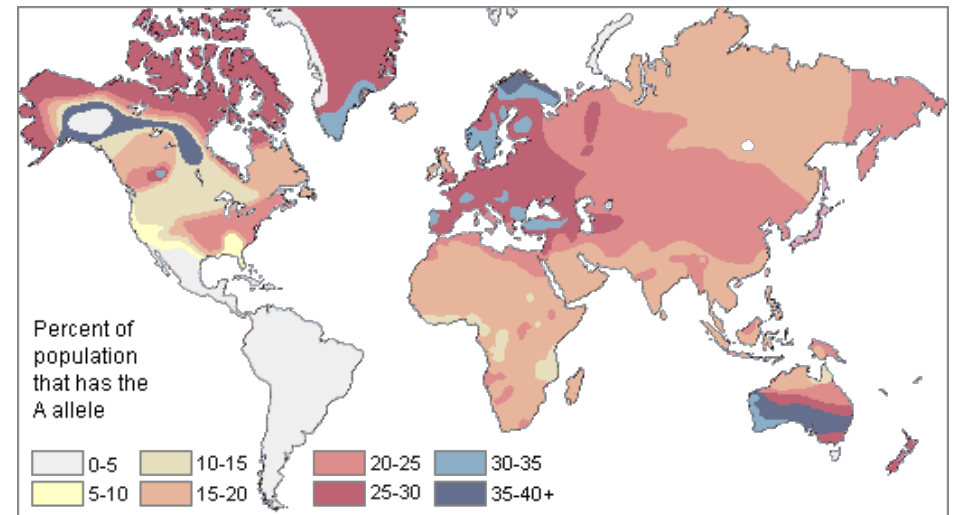 Percent of
population
that has the
A allele
0-5 10-15 20-25 30-35
5-10 15-20 25-30 35-40+